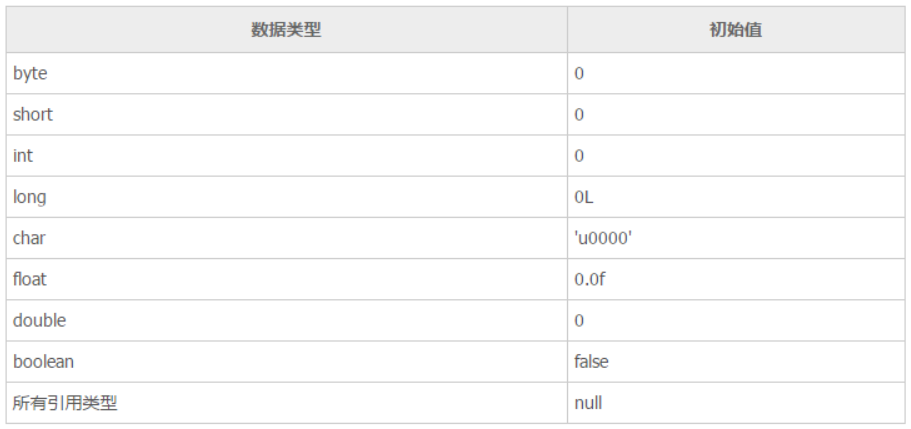 数据类型 初始值
byte 0
short 0
int 0
long 0L
char 'u0000'
float 0.0f
double 0
boolean false
所有引用类型 null